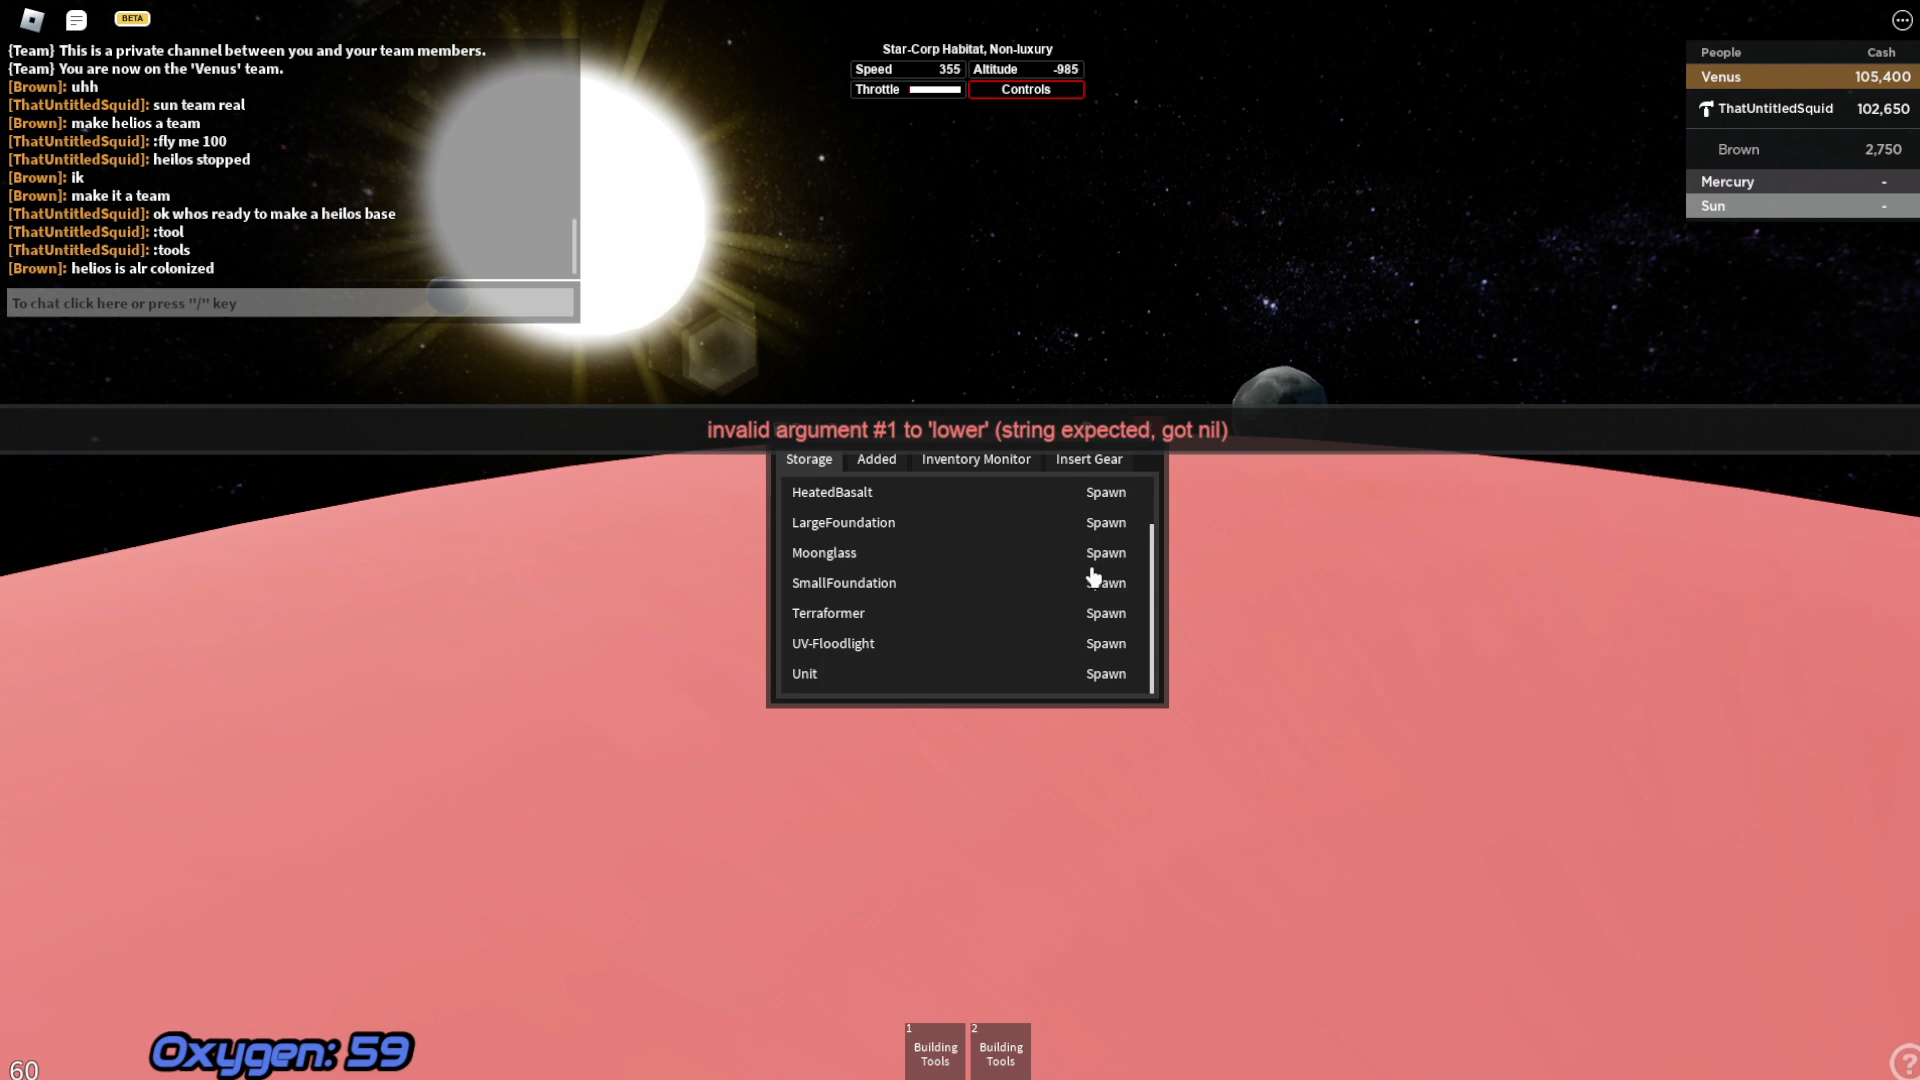 BETA
{Team} This is a private channel between you and your team members.
{Team} You are now on the 'Venus' team.
[Brown]: uhh
[ThatUntitledSquid]: sun team real
[Brown]: make helios a team
[ThatUntitledSquid]: :fly me 100
[ThatUntitledSquid]: heilos stopped
[Brown]: ik
[Brown]: make it a team
[ThatUntitledSquid]: ok whos ready to make a heilos base
[ThatUntitledSquid]: :tool
[ThatUntitledSquid]: :tools
[Brown]: helios is alr colonized
To chat click here or press "/" key
Star-Corp Habitat, Non-luxury
Speed 355 Altitude -985
Throttle Controls
People Cash
Venus 105,400
ThatUntitledSquid 102,650
Brown 2,750
Mercury -
Sun -
invalid argument #1 to 'lower' (string expected, got nil)
Storage Added Inventory Monitor Insert Gear
HeatedBasalt Spawn
LargeFoundation Spawn
Moonglass Spawn
SmallFoundation Spawn
Terraformer Spawn
UV-Floodlight Spawn
Unit Spawn
Oxygen: 59
60
1
Building
Tools
2
Building
Tools
?